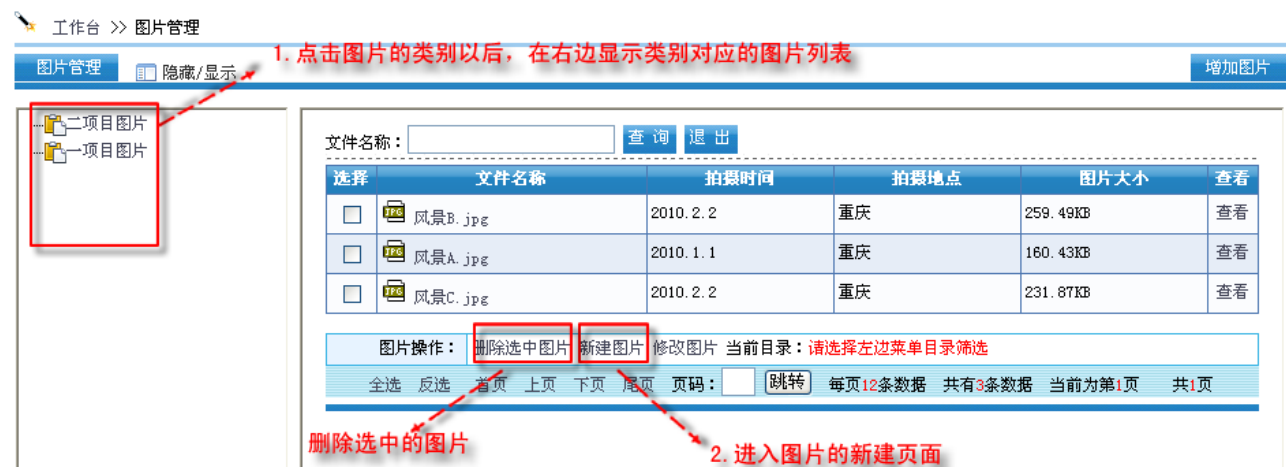 工作台 >> 图片管理
1. 点击图片的类别以后，在右边显示类别对应的图片列表
图片管理 隐藏/显示 增加图片
二项目图片
一项目图片
文件名称： 查 询 退 出
选择 文件名称 拍摄时间 拍摄地点 图片大小 查看
风景B.jpg 2010.2.2 重庆 259.49KB 查看
风景A.jpg 2010.1.1 重庆 160.43KB 查看
风景C.jpg 2010.2.2 重庆 231.87KB 查看
图片操作： 删除选中图片 新建图片 修改图片 当前目录：请选择左边菜单目录筛选
全选 反选 首页 上页 下页 尾页 页码： 跳转 每页12条数据 共有3条数据 当前为第1页 共1页
删除选中的图片
2. 进入图片的新建页面